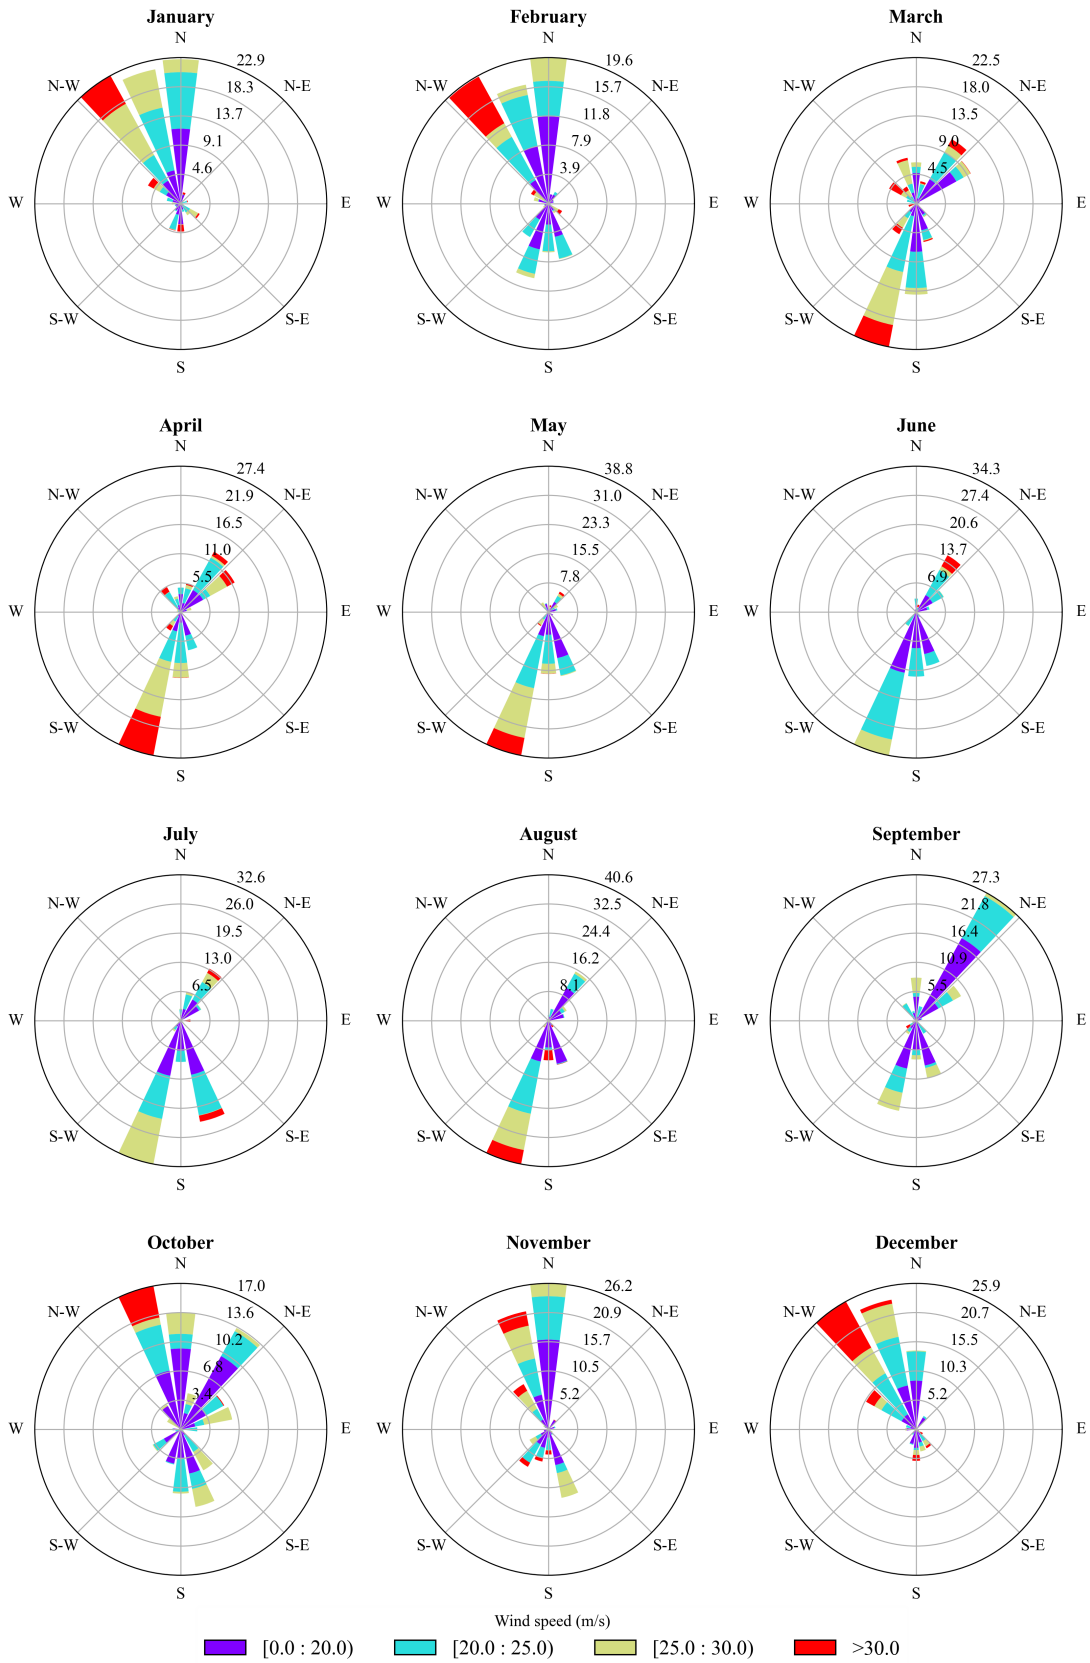 January
February
March
N
N
N
22.9
19.6
22.5
N-W
18.3
N-E
N-W
15.7
N-E
N-W
18.0
N-E
13.7
11.8
13.5
9.1
7.9
9.0
4.6
3.9
4.5
W
E
W
E
W
E
S-W
S-E
S-W
S-E
S-W
S-E
S
S
S
April
May
June
N
N
N
27.4
38.8
34.3
N-W
21.9
N-E
N-W
31.0
N-E
N-W
27.4
N-E
16.5
23.3
20.6
11.0
15.5
13.7
5.5
7.8
6.9
W
E
W
E
W
E
S-W
S-E
S-W
S-E
S-W
S-E
S
S
S
July
August
September
N
N
N
32.6
40.6
27.3
N-W
26.0
N-E
N-W
32.5
N-E
N-W
21.8
N-E
19.5
24.4
16.4
13.0
16.2
10.9
6.5
8.1
5.5
W
E
W
E
W
E
S-W
S-E
S-W
S-E
S-W
S-E
S
S
S
October
November
December
N
N
N
17.0
26.2
25.9
N-W
13.6
N-E
N-W
20.9
N-E
N-W
20.7
N-E
10.2
15.7
15.5
6.8
10.5
10.3
3.4
5.2
5.2
W
E
W
E
W
E
S-W
S-E
S-W
S-E
S-W
S-E
S
S
S
Wind speed (m/s)
[0.0 : 20.0)
[20.0 : 25.0)
[25.0 : 30.0)
>30.0